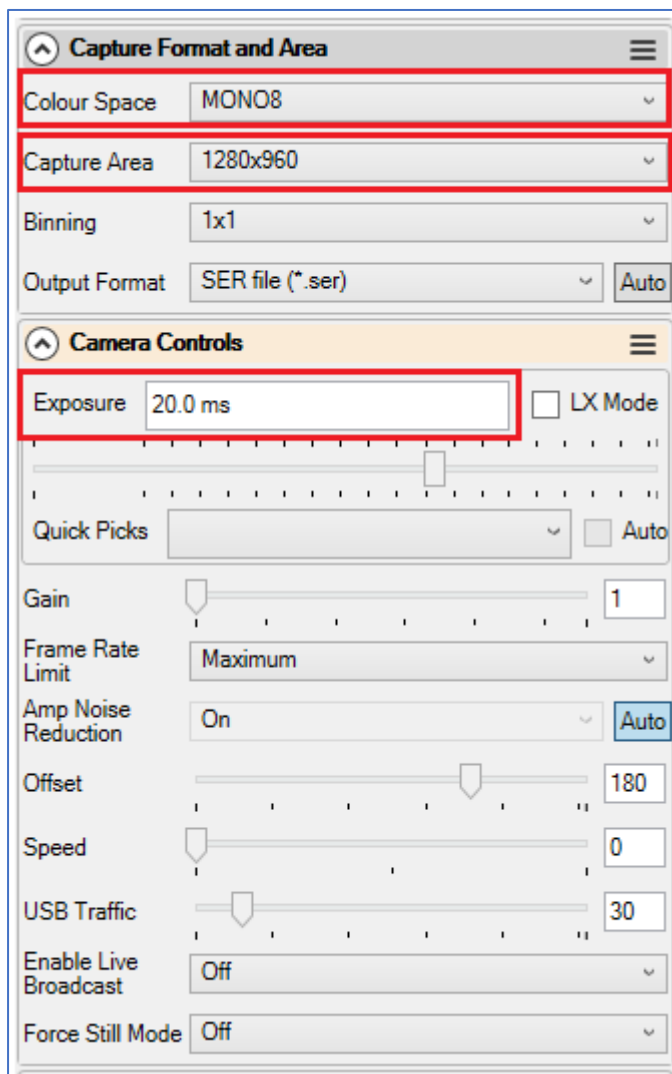 Capture Format and Area
Colour Space MONO8
Capture Area 1280x960
Binning 1x1
Output Format SER file (*.ser) Auto
Camera Controls
Exposure 20.0 ms LX Mode
Quick Picks Auto
Gain 1
Frame Rate
Limit Maximum
Amp Noise
Reduction On Auto
Offset 180
Speed 0
USB Traffic 30
Enable Live
Broadcast Off
Force Still Mode Off